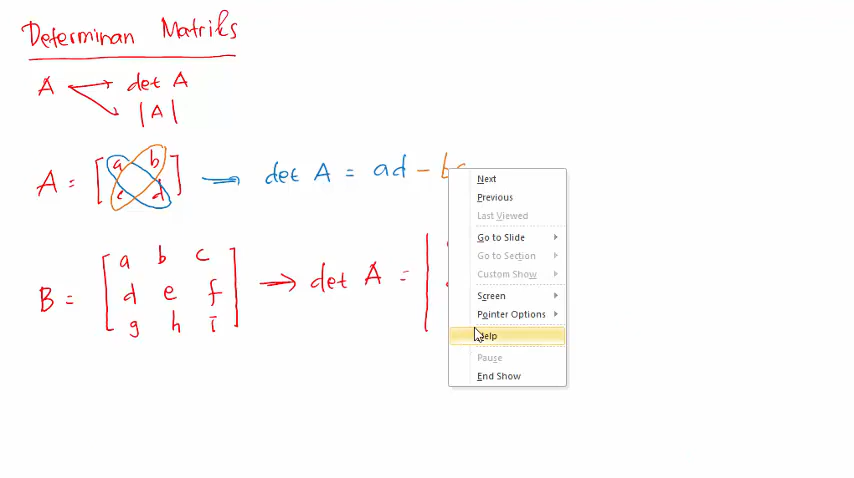 Determinan Matriks
A det A
|A|
A = [a b → det A = ad - bc
c d]
B = [a b c
d e f → det A = |
g h i]
Next
Previous
Last Viewed
Go to Slide
Go to Section
Custom Show
Screen
Pointer Options
Help
Pause
End Show